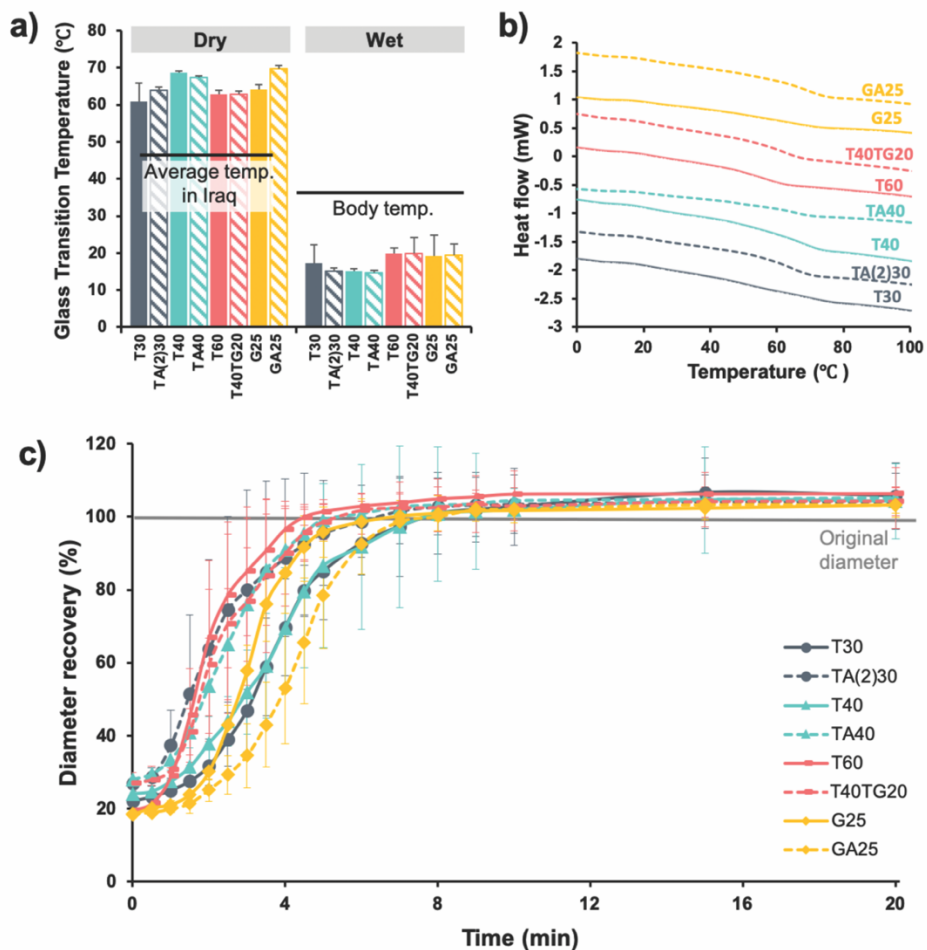 a)
Glass Transition Temperature (℃)
80
70
60
50
40
30
20
10
0
Dry
Wet
Average temp.
in Iraq
Body temp.
T30
TA(2)30
T40
TA40
T60
T40TG20
G25
GA25
T30
TA(2)30
T40
TA40
T60
T40TG20
G25
GA25
b)
Heat flow (mW)
2
1.5
1
0.5
0
-0.5
-1
-1.5
-2
-2.5
-3
GA25
G25
T40TG20
T60
TA40
T40
TA(2)30
T30
0
20
40
60
80
100
Temperature (℃ )
c)
Diameter recovery (%)
120
100
80
60
40
20
0
Original
diameter
T30
TA(2)30
T40
TA40
T60
T40TG20
G25
GA25
0
4
8
12
16
20
Time (min)